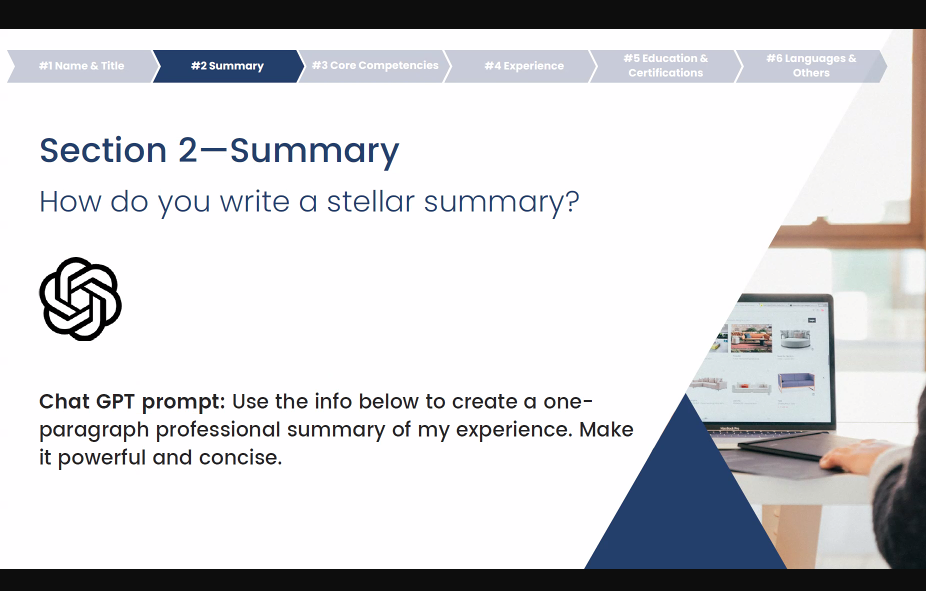 #1 Name & Title
#2 Summary
#3 Core Competencies
#4 Experience
#5 Education &
Certifications
#6 Languages &
Others
Section 2—Summary
How do you write a stellar summary?
Chat GPT prompt: Use the info below to create a one-
paragraph professional summary of my experience. Make
it powerful and concise.